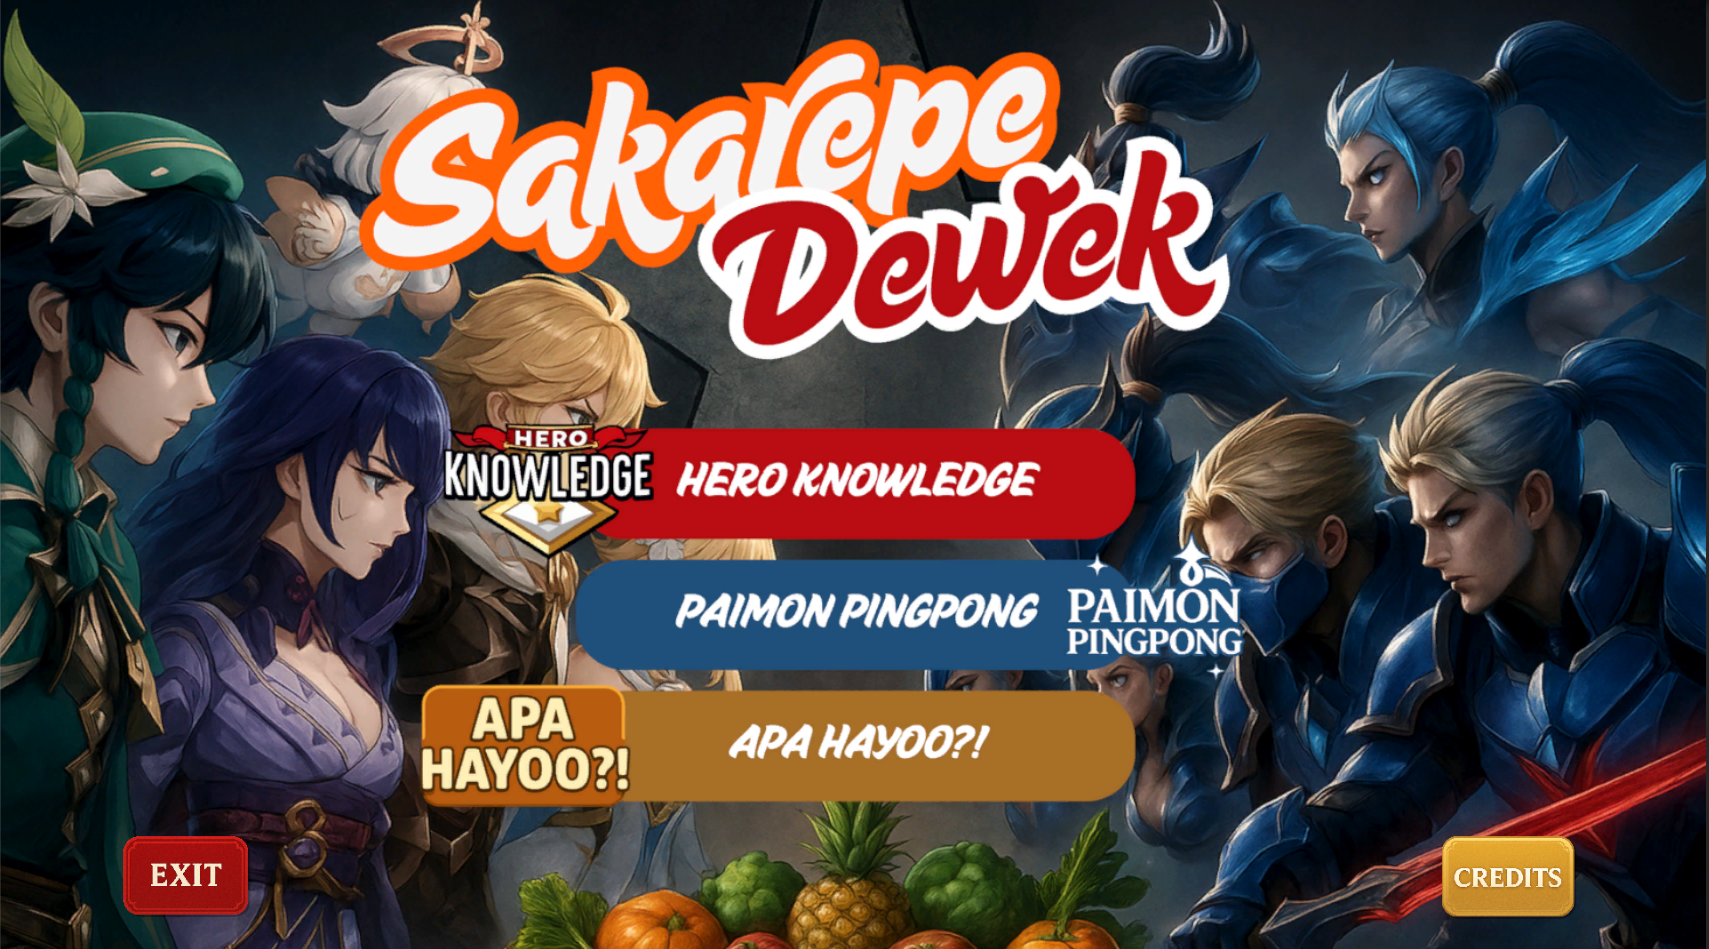 Sakarepe
Dewek
HERO
KNOWLEDGE
HERO KNOWLEDGE
PAIMON PINGPONG
PAIMON
PINGPONG
APA
HAYOO?!
APA HAYOO?!
EXIT
CREDITS